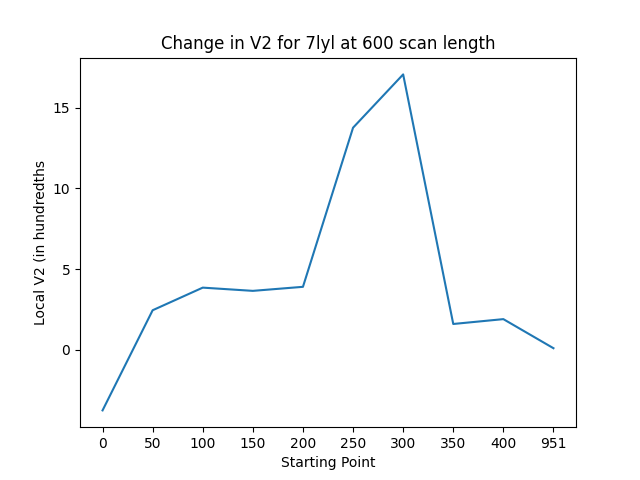 Change in V2 for 7lyl at 600 scan length
Local V2 (in hundredths
15
10
5
0
0 50 100 150 200 250 300 350 400 951
Starting Point